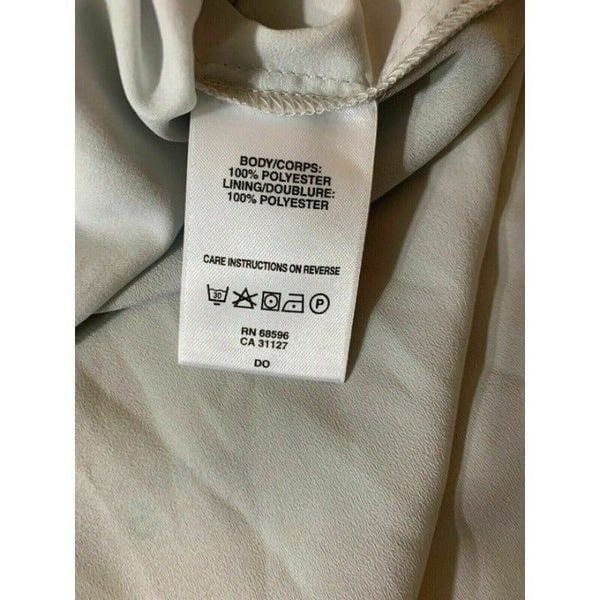 BODY/CORPS:
100% POLYESTER
LINING/DOUBLURE:
100% POLYESTER
CARE INSTRUCTIONS ON REVERSE
30 P
RN 68596
CA 31127
DO